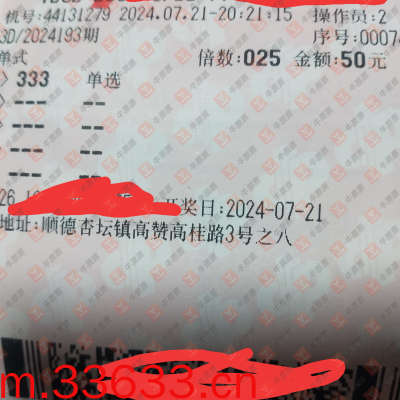 机号:44131279 2024.07.21-20:21:15 操作员:2
3D/2024193期 序号:00074
单式 倍数:025 金额:50元
333 单选
--- --
--- --
--- --
--- --
开奖日:2024-07-21
地址:顺德杏坛镇高赞高桂路3号之八
m.33633.cn